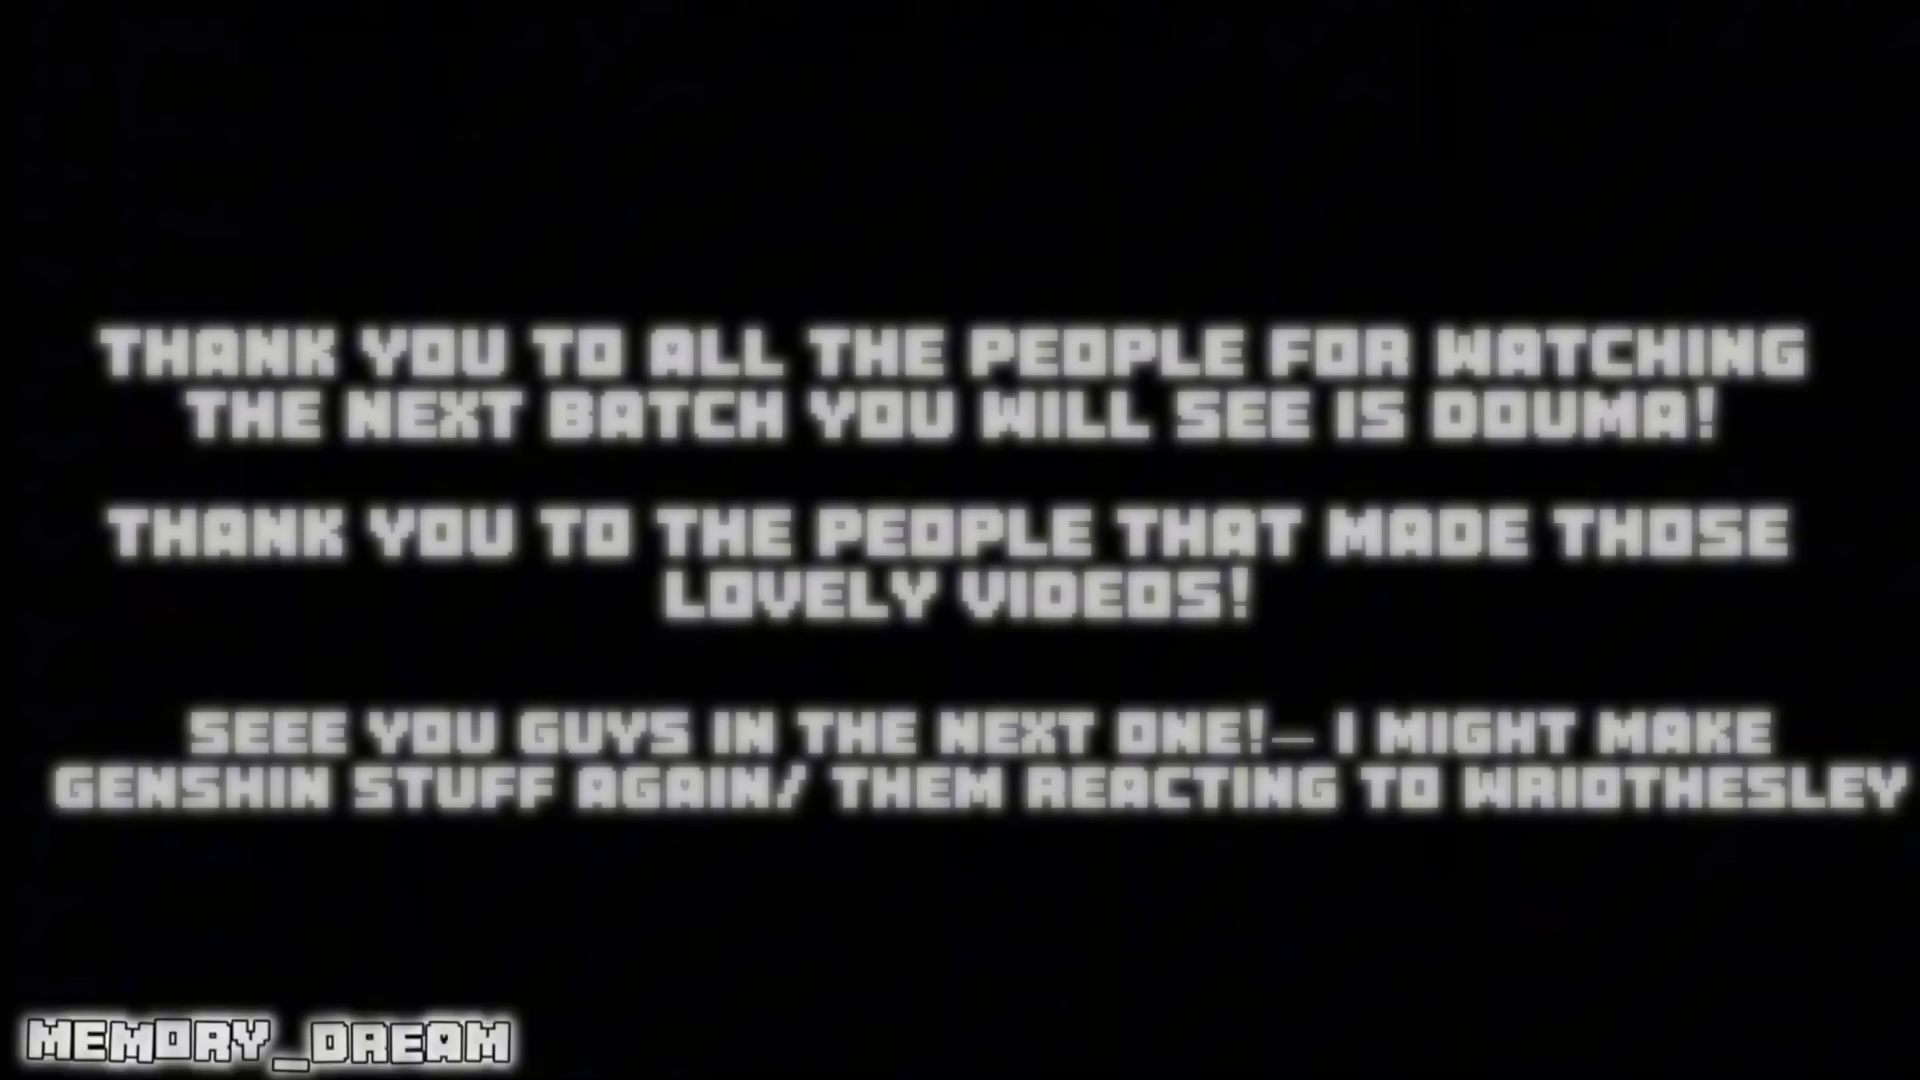 THANK YOU TO ALL THE PEOPLE FOR WATCHING
THE NEXT BATCH YOU WILL SEE IS DOUMA!
THANK YOU TO THE PEOPLE THAT MADE THOSE
LOVELY VIDEOS!
SEEE YOU GUYS IN THE NEXT ONE!— I MIGHT MAKE
GENSHIN STUFF AGAIN/ THEM REACTING TO WRIOTHESLEY
MEMORY_DREAM